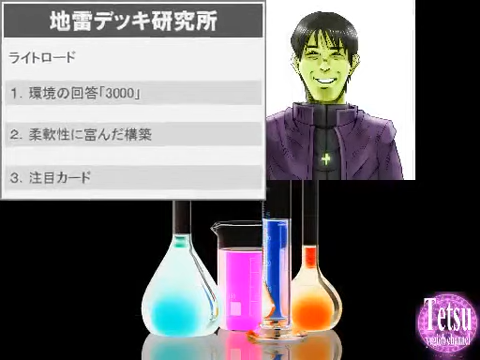 地雷デッキ研究所
ライトロード
1. 環境の回答「3000」
2. 柔軟性に富んだ構築
3. 注目カード
Tetsu